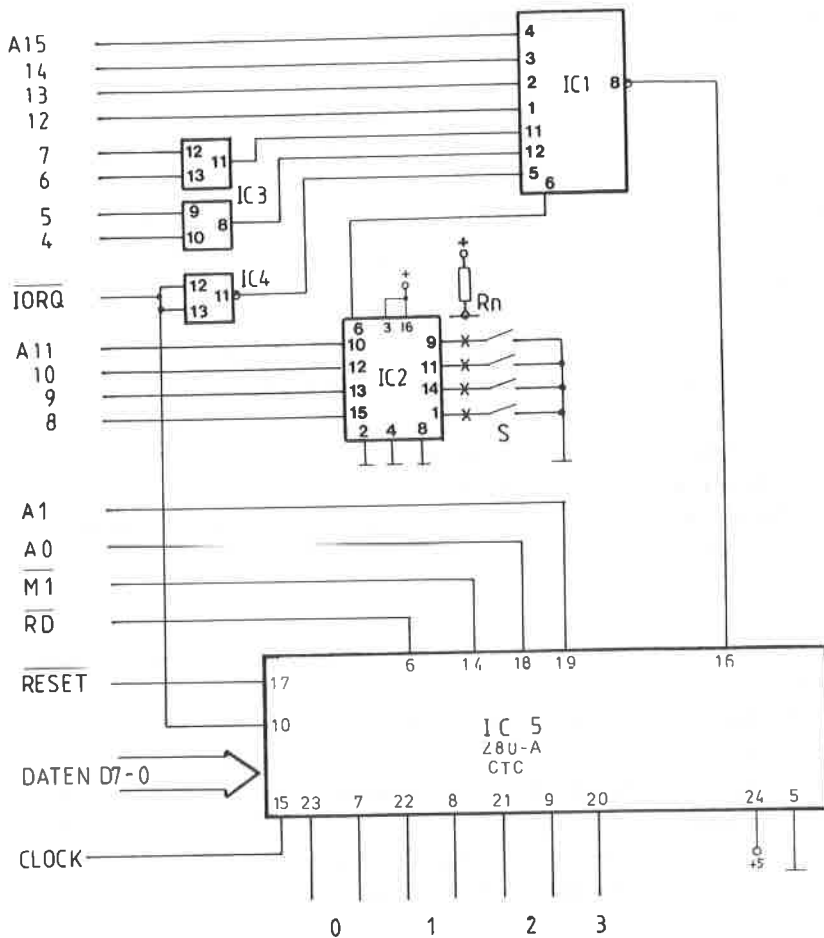 A15 4
14 3
13 2 IC1 8
12 1
7 12 11 11
6 13 IC3 12
5 9 8 5
4 10 6
IORQ 12 11 IC4
13
+ +
Rn
6 3 16
A11 10 9
10 12 IC2 11
9 13 14
8 15 1
2 4 8 S
A1
A0
M1
RD
6 14 18 19 16
RESET 17
10
IC 5
Z80-A
CTC
DATEN D7-0
15 23 7 22 8 21 9 20 24 5
CLOCK
+5
0 1 2 3